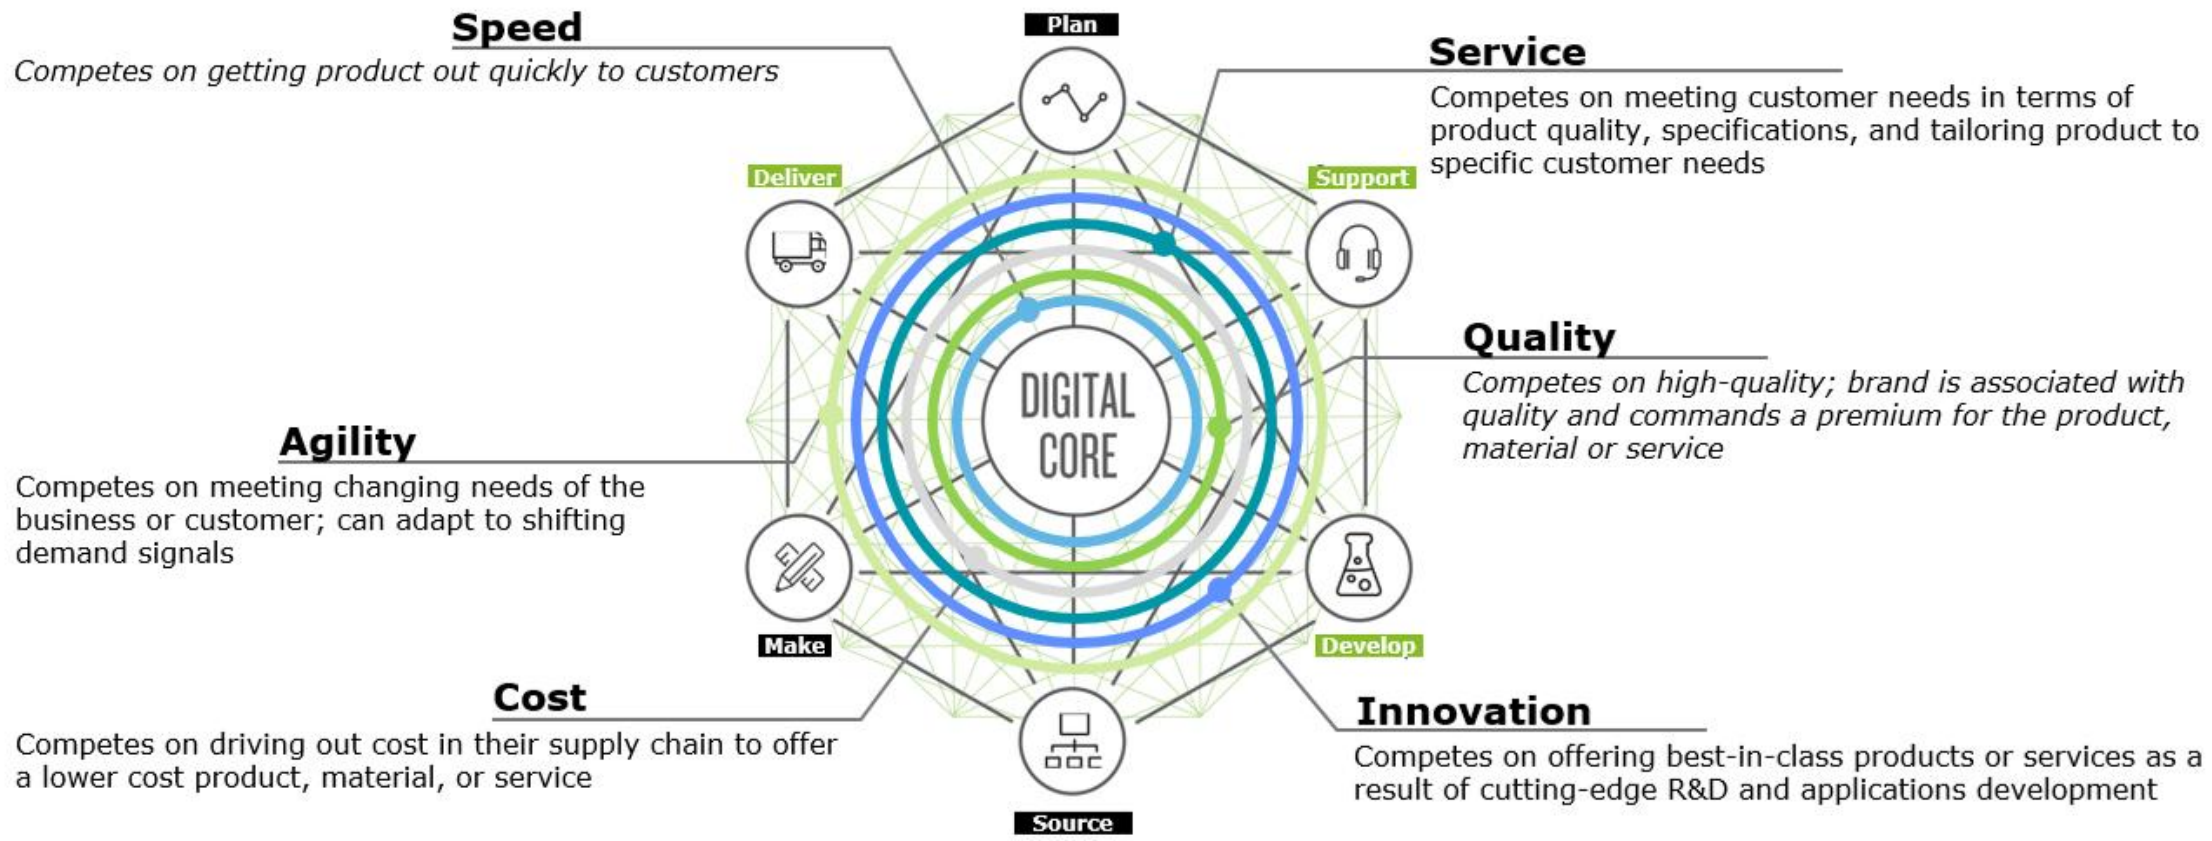 Speed
Competes on getting product out quickly to customers
Plan
Service
Competes on meeting customer needs in terms of
product quality, specifications, and tailoring product to
specific customer needs
Deliver
Support
Quality
Competes on high-quality; brand is associated with
quality and commands a premium for the product,
material or service
DIGITAL
CORE
Agility
Competes on meeting changing needs of the
business or customer; can adapt to shifting
demand signals
Make
Develop
Cost
Competes on driving out cost in their supply chain to offer
a lower cost product, material, or service
Innovation
Competes on offering best-in-class products or services as a
result of cutting-edge R&D and applications development
Source